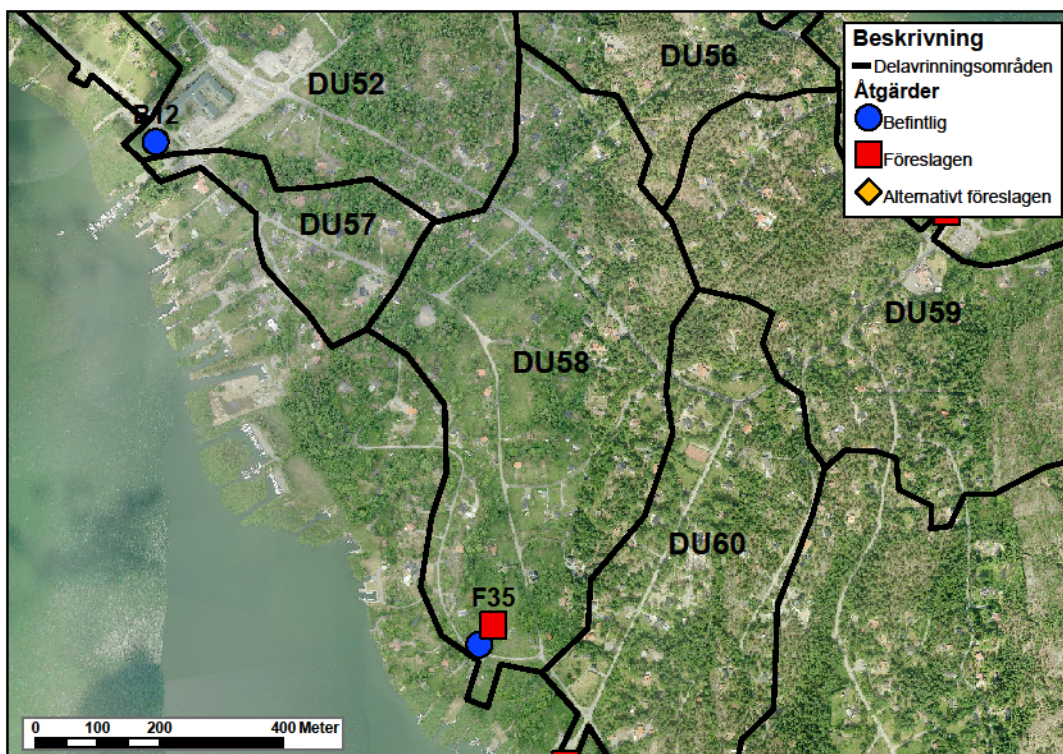 Beskrivning
Delavrinningsområden
Åtgärder
Befintlig
Föreslagen
Alternativt föreslagen
DU56
DU52
B12
DU57
DU59
DU58
DU60
F35
0 100 200 400 Meter